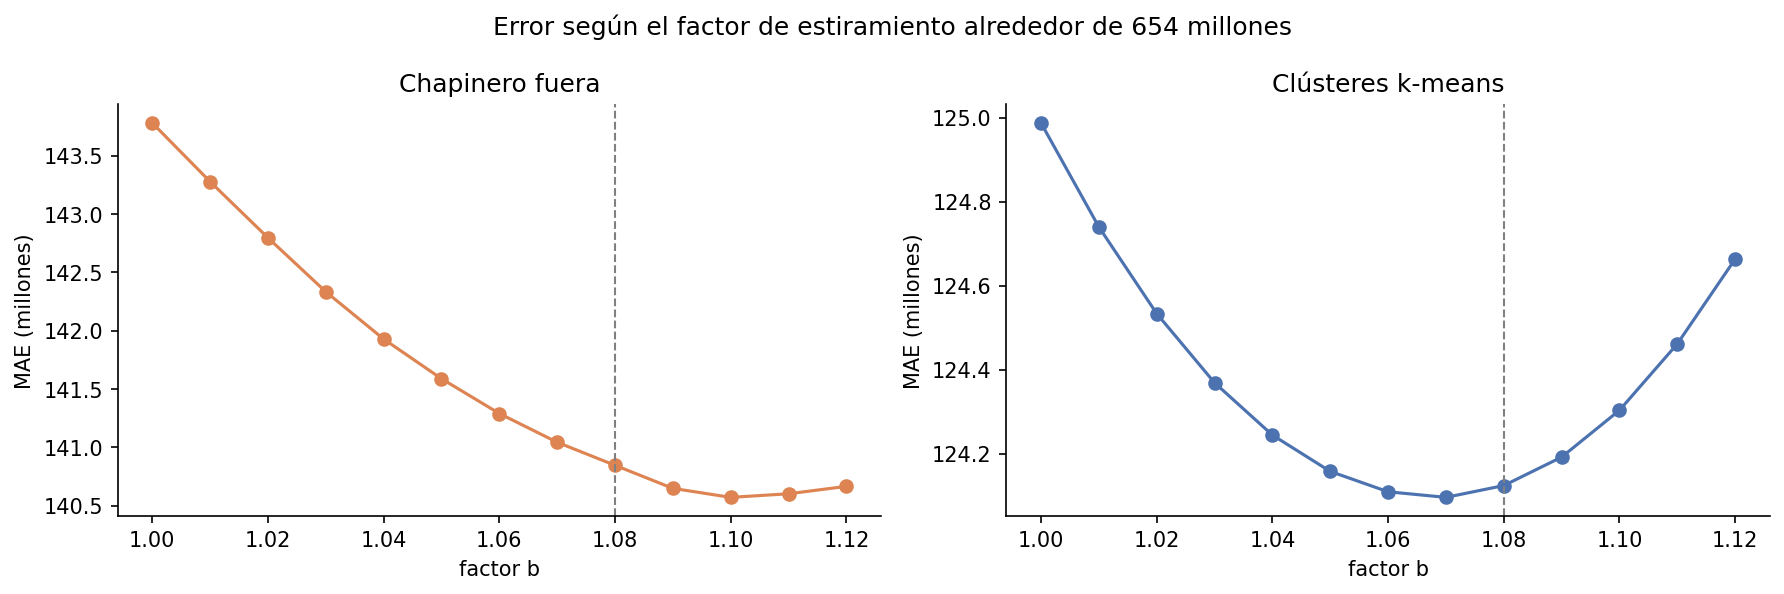 Error según el factor de estiramiento alrededor de 654 millones
Chapinero fuera
MAE (millones)
143.5
143.0
142.5
142.0
141.5
141.0
140.5
1.00 1.02 1.04 1.06 1.08 1.10 1.12
factor b
Clústeres k-means
MAE (millones)
125.0
124.8
124.6
124.4
124.2
1.00 1.02 1.04 1.06 1.08 1.10 1.12
factor b